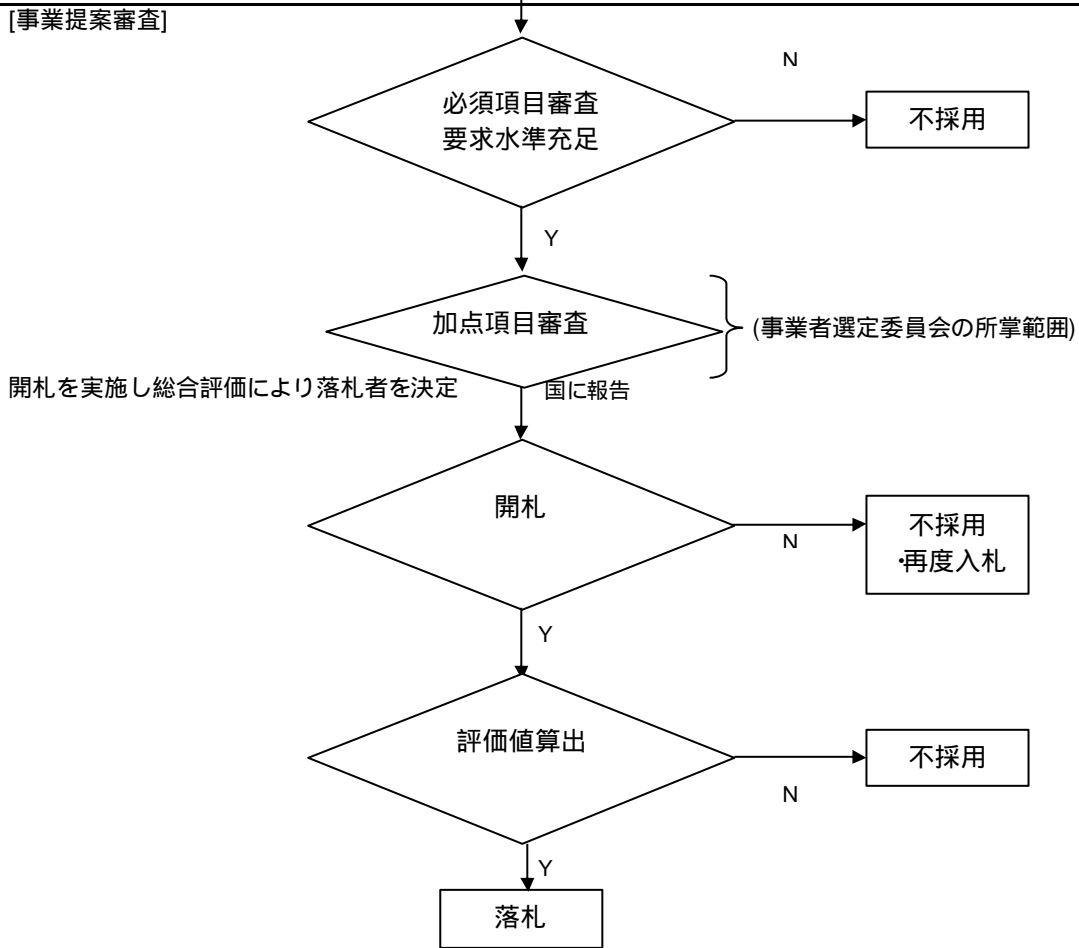 [事業提案審査]
N
必須項目審査
要求水準充足
不採用
Y
加点項目審査
(事業者選定委員会の所掌範囲)
開札を実施し総合評価により落札者を決定
国に報告
開札
N
不採用
・再度入札
Y
評価値算出
不採用
N
Y
落札